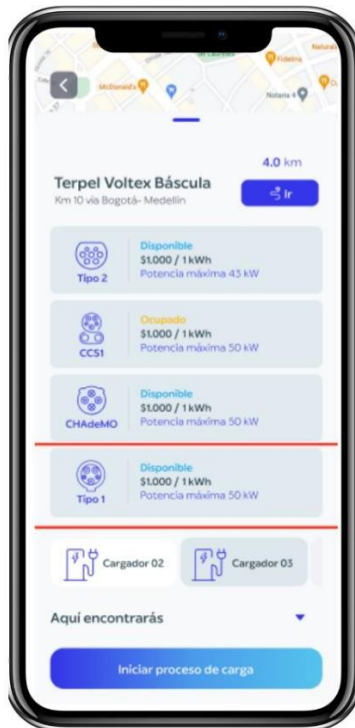 McDonald's
Fidelina
Notaria 4
4.0 km
Terpel Voltex Báscula
Km 10 vía Bogotá- Medellín
Ir
Disponible
$1.000 / 1 kWh
Potencia máxima 43 kW
Tipo 2
Ocupado
$1.000 / 1 kWh
Potencia máxima 50 kW
CCS1
Disponible
$1.000 / 1 kWh
Potencia máxima 50 kW
CHAdeMO
Disponible
$1.000 / 1 kWh
Potencia máxima 50 kW
Tipo 1
Cargador 02
Cargador 03
Aquí encontrarás
Iniciar proceso de carga